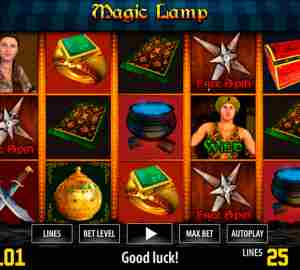 Magic Lamp
Free Spin
Free Spin
Wild
Free Spin
LINES
BET LEVEL
MAX BET
AUTOPLAY
.01
Good luck!
LINES 25